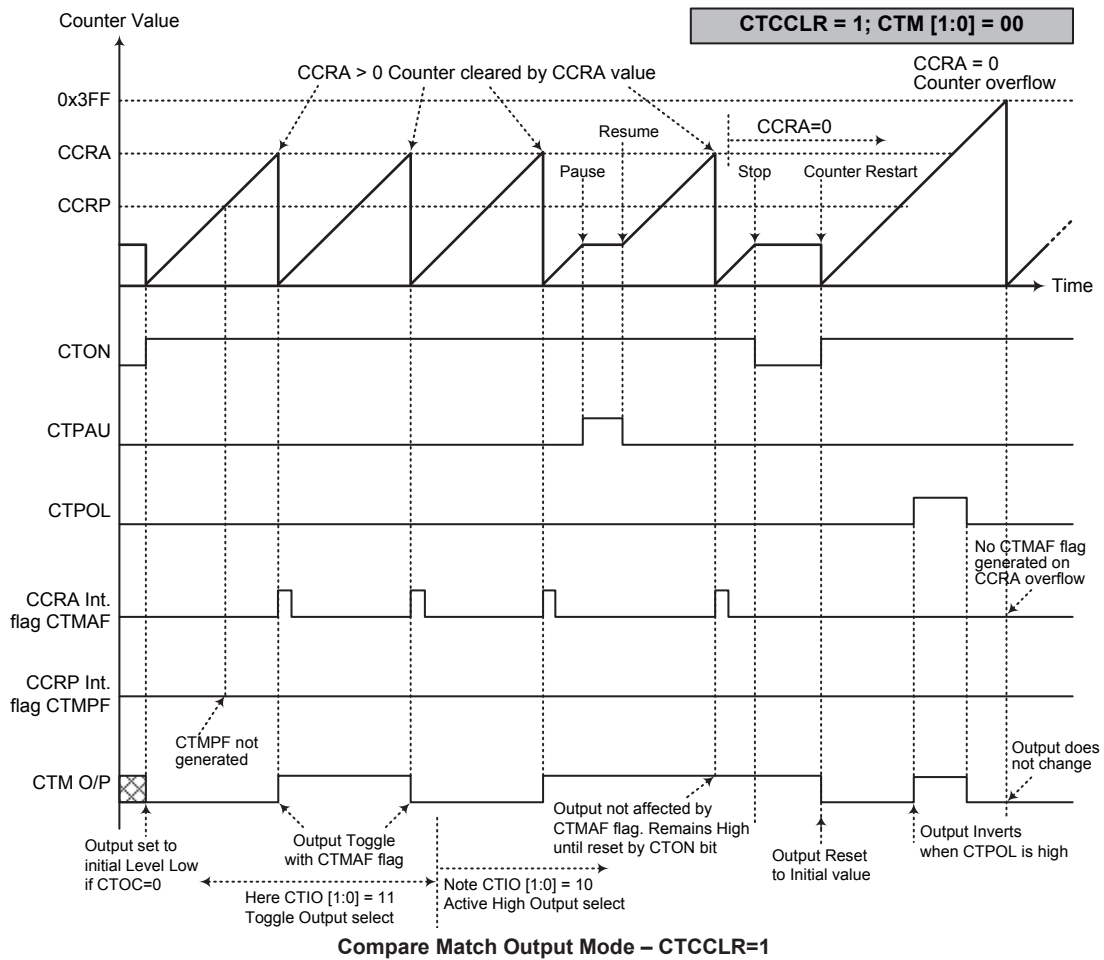 Counter Value
CTCCLR = 1; CTM [1:0] = 00
CCRA > 0 Counter cleared by CCRA value
CCRA = 0
Counter overflow
0x3FF
CCRA=0
Resume
CCRA
Pause
Stop
Counter Restart
CCRP
Time
CTON
CTPAU
CTPOL
No CTMAF flag
generated on
CCRA overflow
CCRA Int.
flag CTMAF
CCRP Int.
flag CTMPF
CTMPF not
generated
Output does
not change
CTM O/P
Output set to
initial Level Low
if CTOC=0
Output Toggle
with CTMAF flag
Output not affected by
CTMAF flag. Remains High
until reset by CTON bit
Output Reset
to Initial value
Output Inverts
when CTPOL is high
Here CTIO [1:0] = 11
Toggle Output select
Note CTIO [1:0] = 10
Active High Output select
Compare Match Output Mode – CTCCLR=1